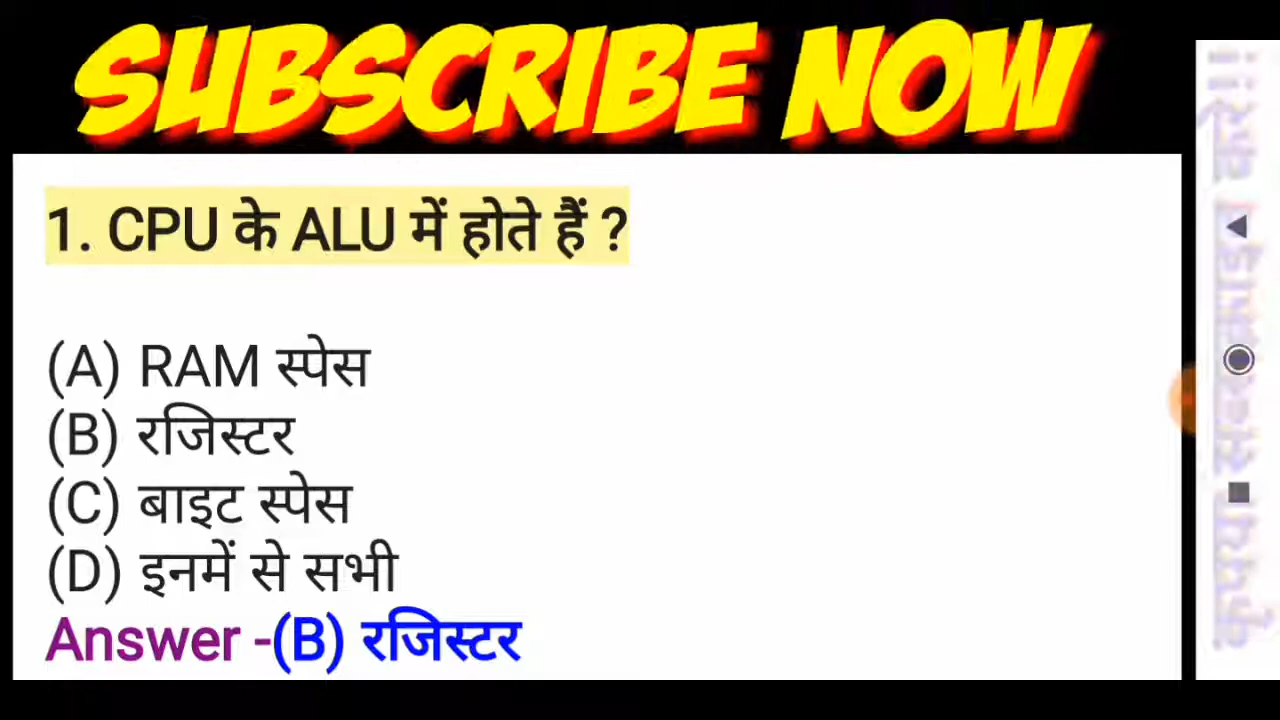 SUBSCRIBE NOW
1. CPU के ALU में होते हैं ?
(A) RAM स्पेस
(B) रजिस्टर
(C) बाइट स्पेस
(D) इनमें से सभी
Answer -(B) रजिस्टर